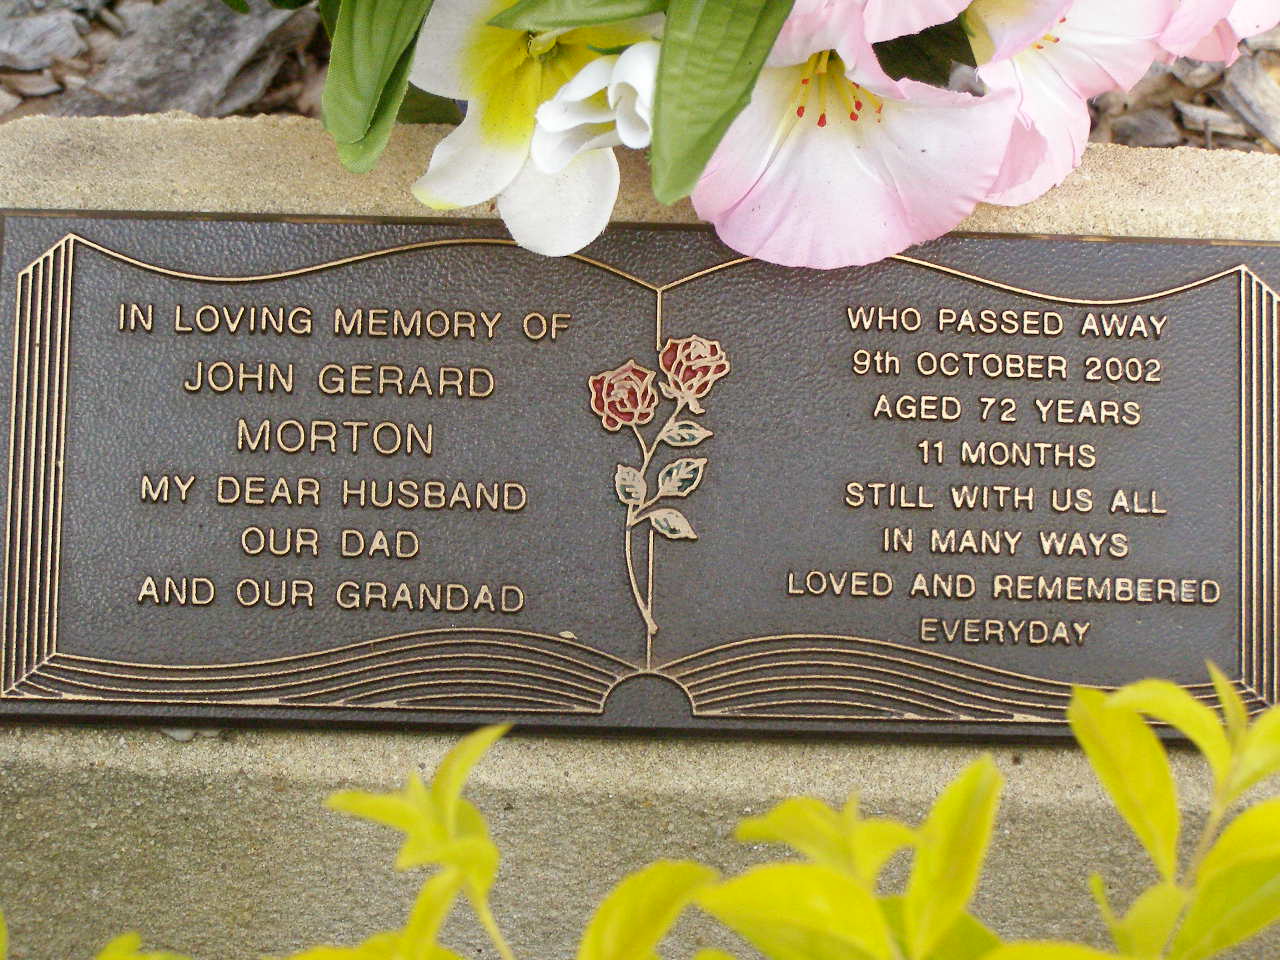 IN LOVING MEMORY OF
JOHN GERARD
MORTON
MY DEAR HUSBAND
OUR DAD
AND OUR GRANDAD
WHO PASSED AWAY
9th OCTOBER 2002
AGED 72 YEARS
11 MONTHS
STILL WITH US ALL
IN MANY WAYS
LOVED AND REMEMBERED
EVERYDAY